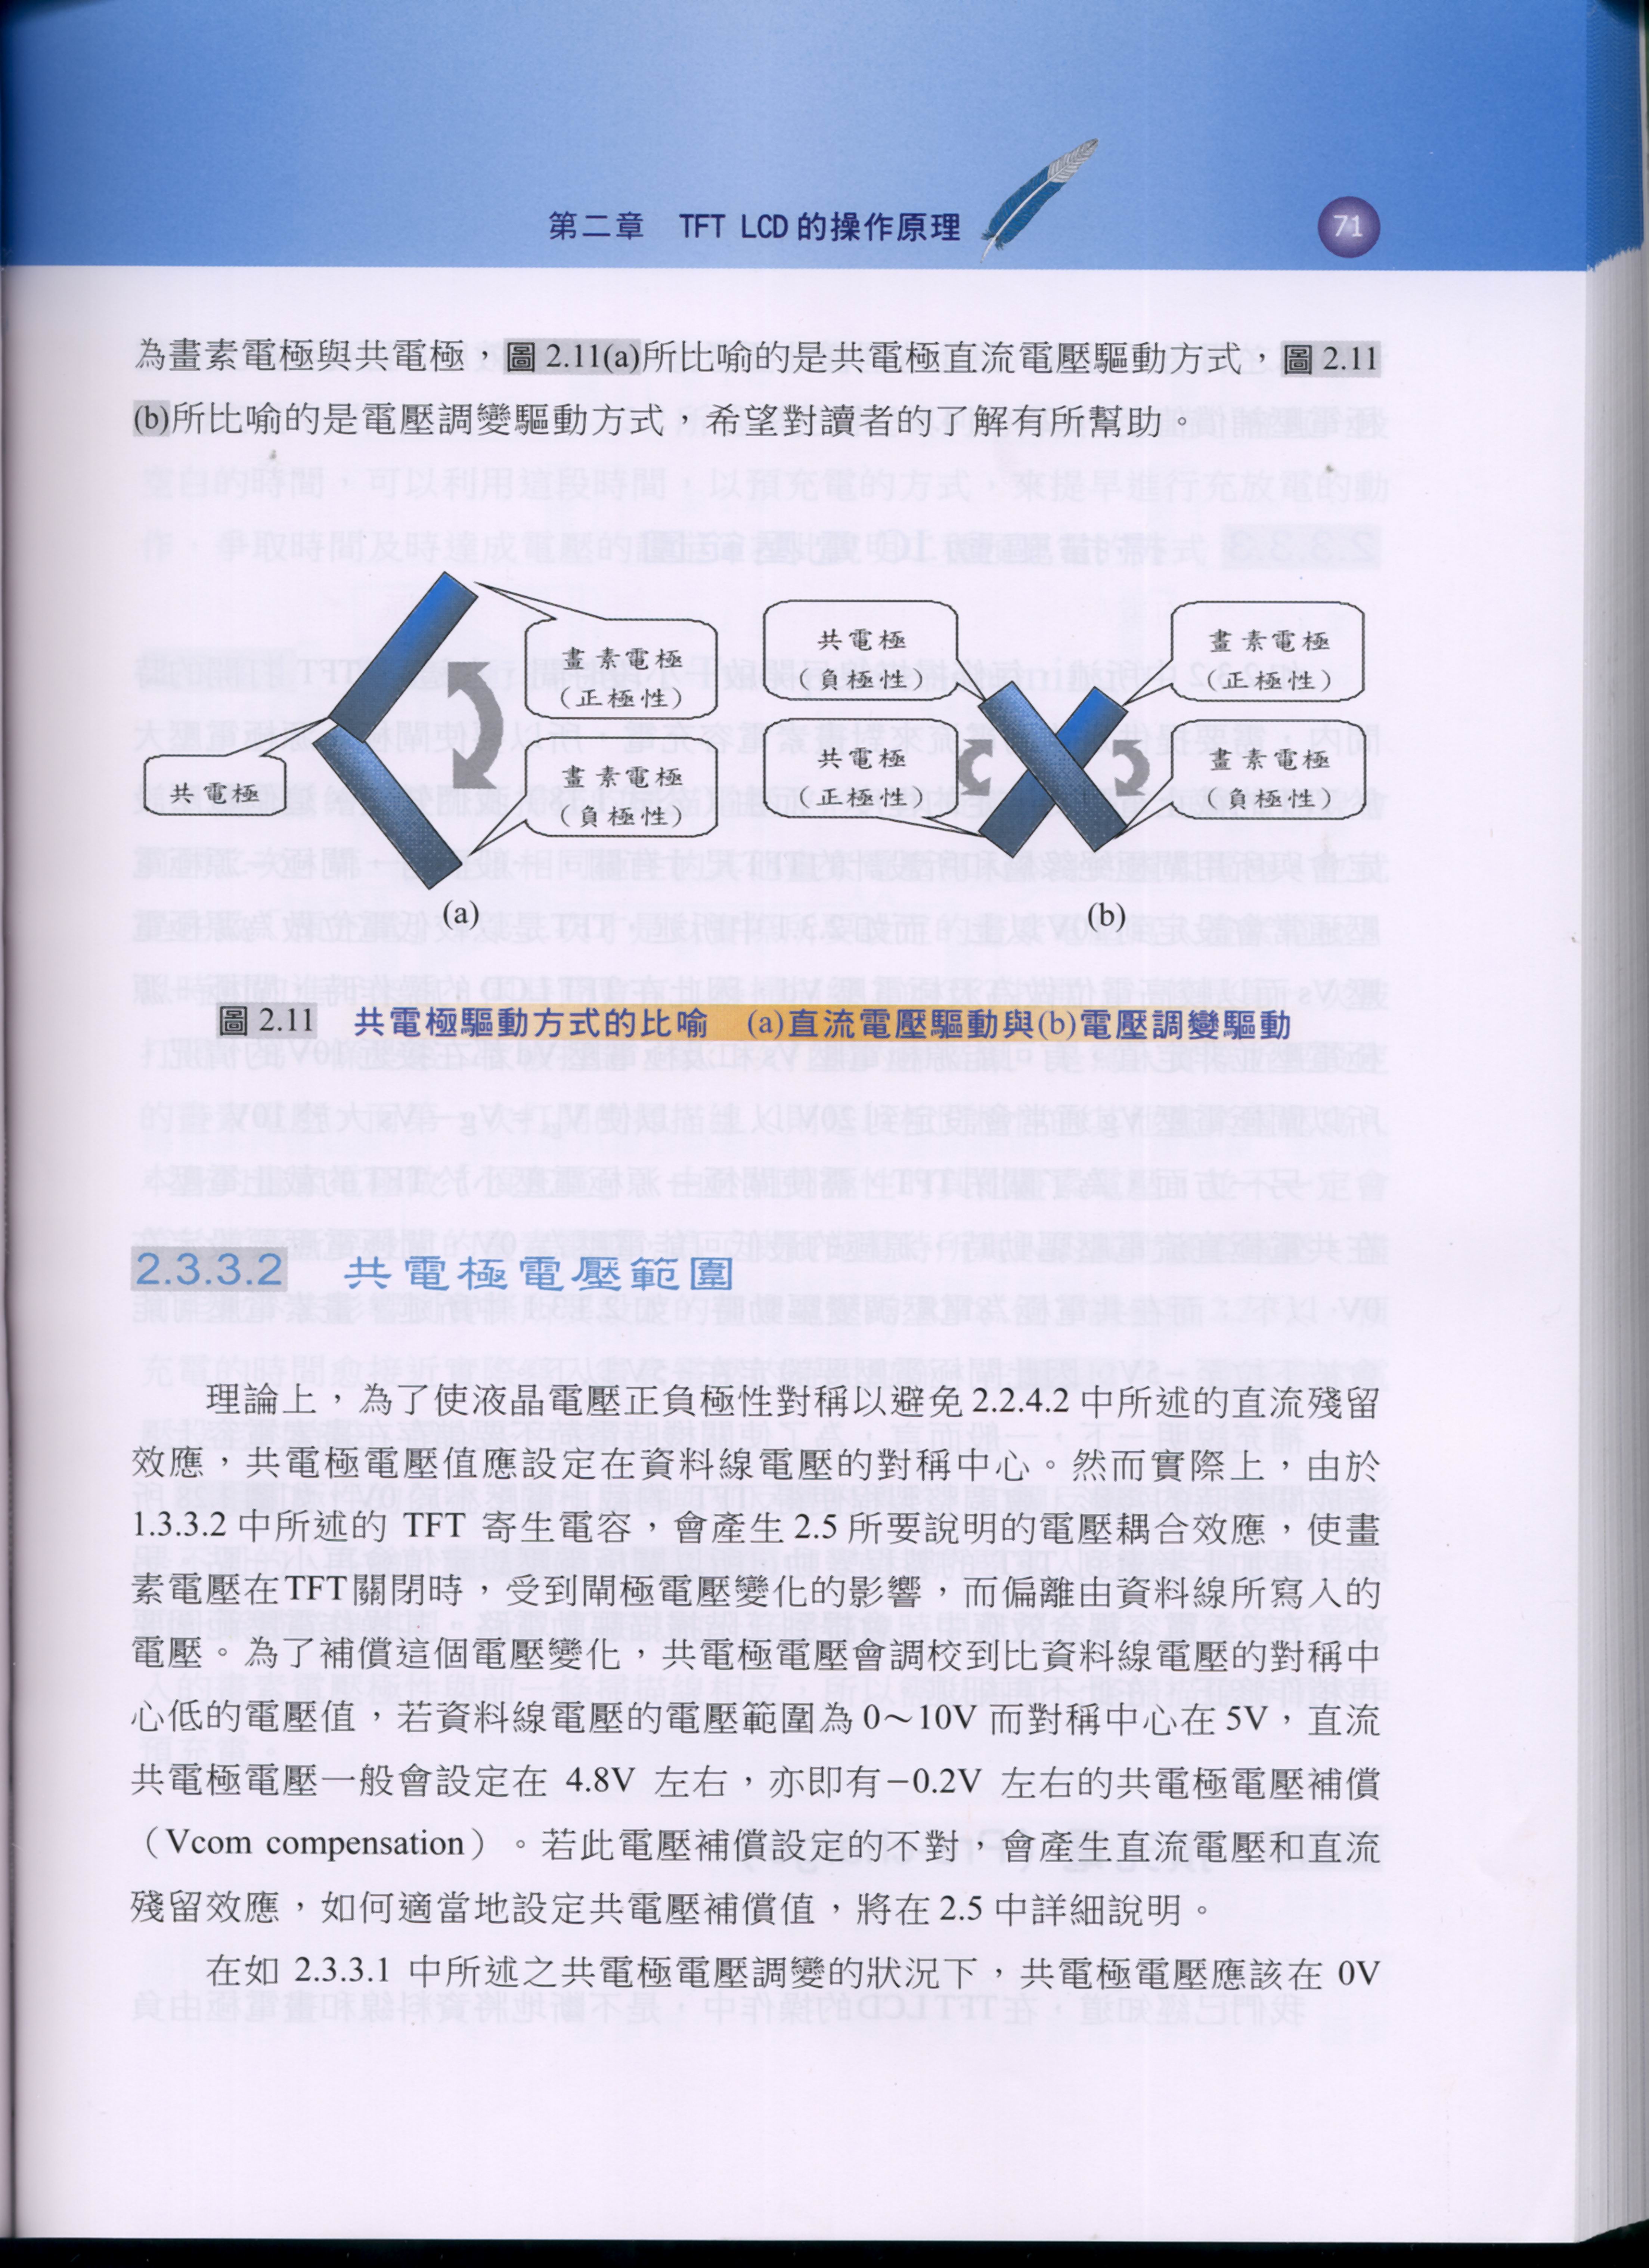 第二章 TFT LCD的操作原理
71
為畫素電極與共電極，圖 2.11(a)所比喻的是共電極直流電壓驅動方式，圖 2.11
(b)所比喻的是電壓調變驅動方式，希望對讀者的了解有所幫助。
畫素電極
（正極性）
畫素電極
（負極性）
共電極
(a)
共電極
（負極性）
共電極
（正極性）
畫素電極
（正極性）
畫素電極
（負極性）
(b)
圖 2.11 共電極驅動方式的比喻 (a)直流電壓驅動與(b)電壓調變驅動
2.3.3.2 共電極電壓範圍
理論上，為了使液晶電壓正負極性對稱以避免 2.2.4.2 中所述的直流殘留
效應，共電極電壓值應設定在資料線電壓的對稱中心。然而實際上，由於
1.3.3.2 中所述的 TFT 寄生電容，會產生 2.5 所要說明的電壓耦合效應，使畫
素電壓在TFT關閉時，受到閘極電壓變化的影響，而偏離由資料線所寫入的
電壓。為了補償這個電壓變化，共電極電壓會調校到比資料線電壓的對稱中
心低的電壓值，若資料線電壓的電壓範圍為 0～10V 而對稱中心在 5V，直流
共電極電壓一般會設定在 4.8V 左右，亦即有－0.2V 左右的共電極電壓補償
（Vcom compensation）。若此電壓補償設定的不對，會產生直流電壓和直流
殘留效應，如何適當地設定共電壓補償值，將在 2.5 中詳細說明。
在如 2.3.3.1 中所述之共電極電壓調變的狀況下，共電極電壓應該在 0V